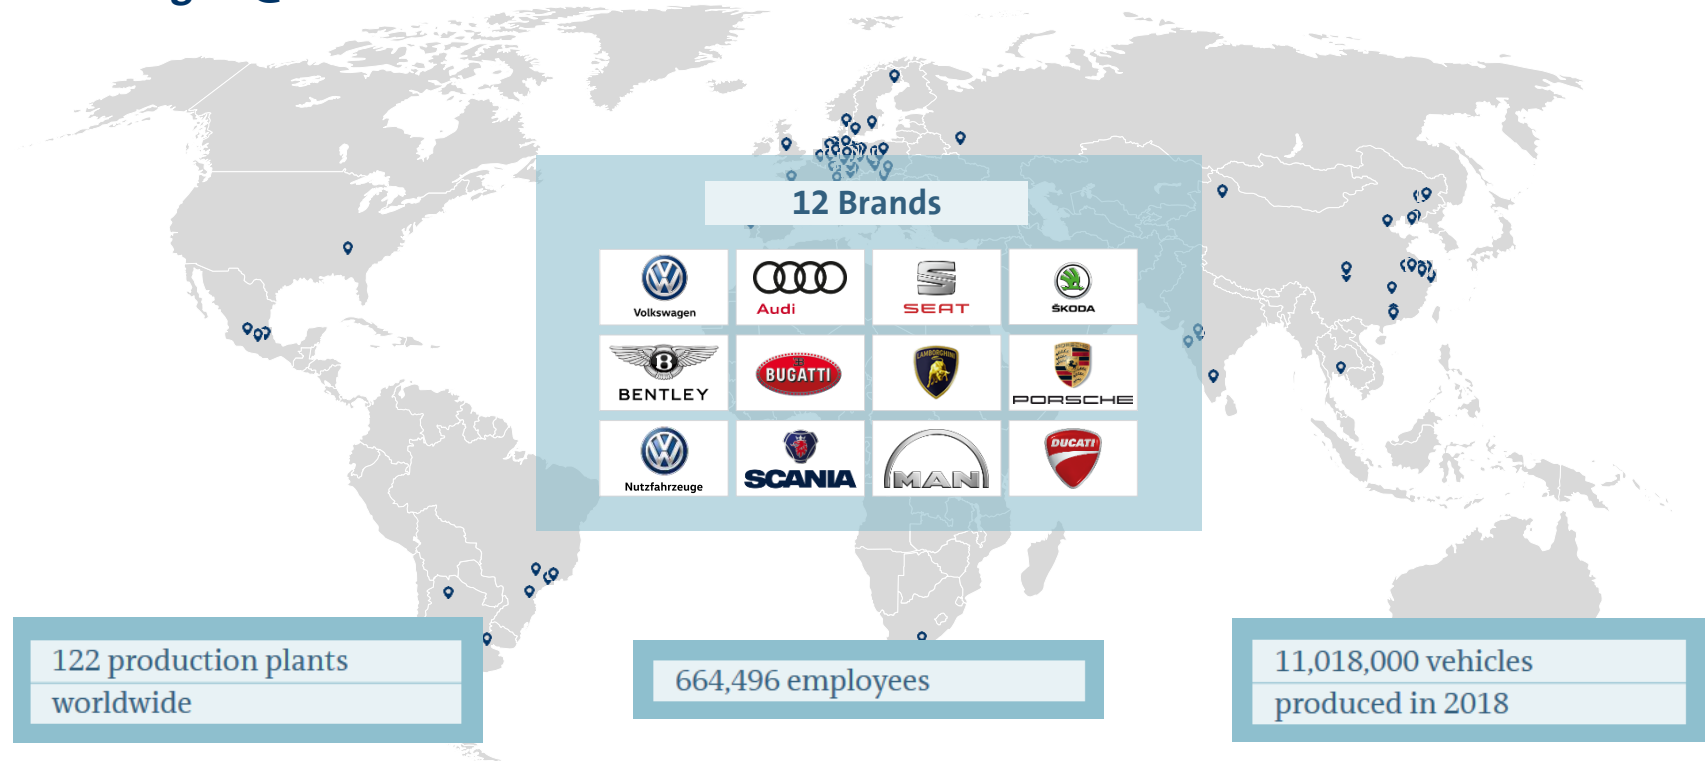 12 Brands
Volkswagen
Audi
SEAT
ŠKODA
B
BENTLEY
BUGATTI
LAMBORGHINI
PORSCHE
Nutzfahrzeuge
SCANIA
MAN
DUCATI
122 production plants
worldwide
664,496 employees
11,018,000 vehicles
produced in 2018